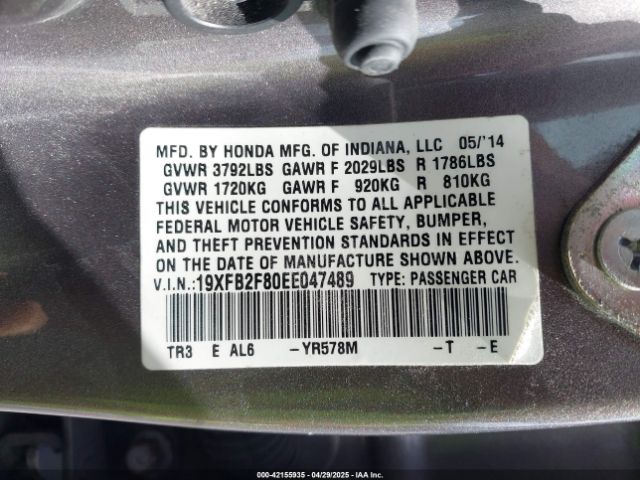 MFD. BY HONDA MFG. OF INDIANA, LLC 05/'14
GVWR 3792LBS GAWR F 2029LBS R 1786LBS
GVWR 1720KG GAWR F 920KG R 810KG
THIS VEHICLE CONFORMS TO ALL APPLICABLE
FEDERAL MOTOR VEHICLE SAFETY, BUMPER,
AND THEFT PREVENTION STANDARDS IN EFFECT
ON THE DATE OF MANUFACTURE SHOWN ABOVE.
V.I.N.:19XFB2F80EE047489 TYPE: PASSENGER CAR
TR3 E AL6 -YR578M -T -E
000-42155935 - 04/29/2025 - IAA Inc.